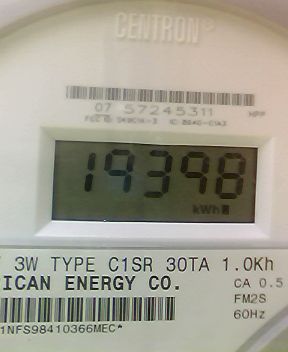 CENTRON®
07 57245311
19398
kWh
3W TYPE C1SR 30TA 1.0Kh
ICAN ENERGY CO. CA 0.5
FM2S
60Hz
1NFS98410366MEC*